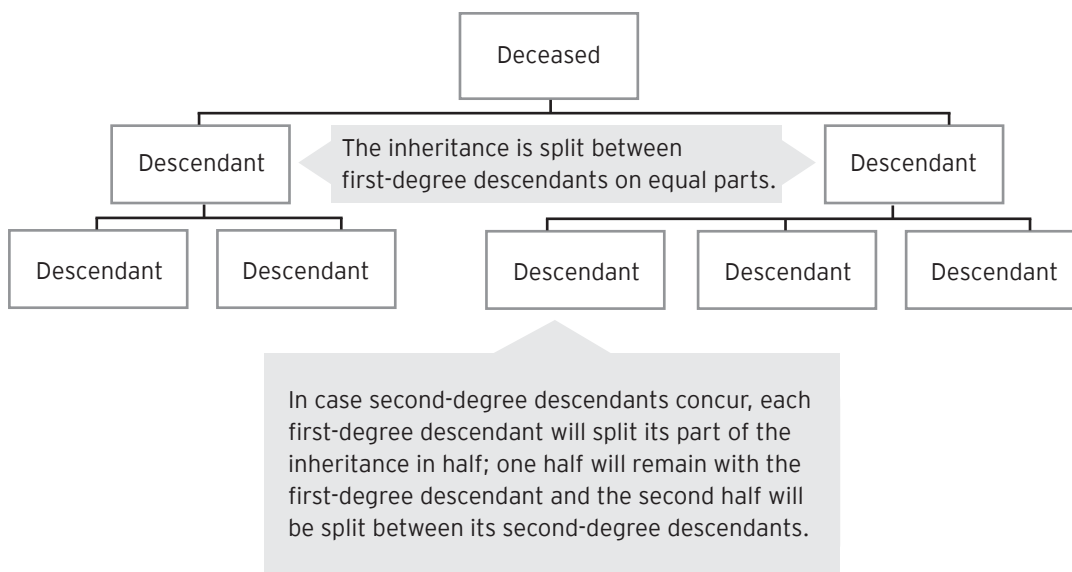 Deceased
Descendant
The inheritance is split between
first-degree descendants on equal parts.
Descendant
Descendant
Descendant
Descendant
Descendant
Descendant
In case second-degree descendants concur, each
first-degree descendant will split its part of the
inheritance in half; one half will remain with the
first-degree descendant and the second half will
be split between its second-degree descendants.